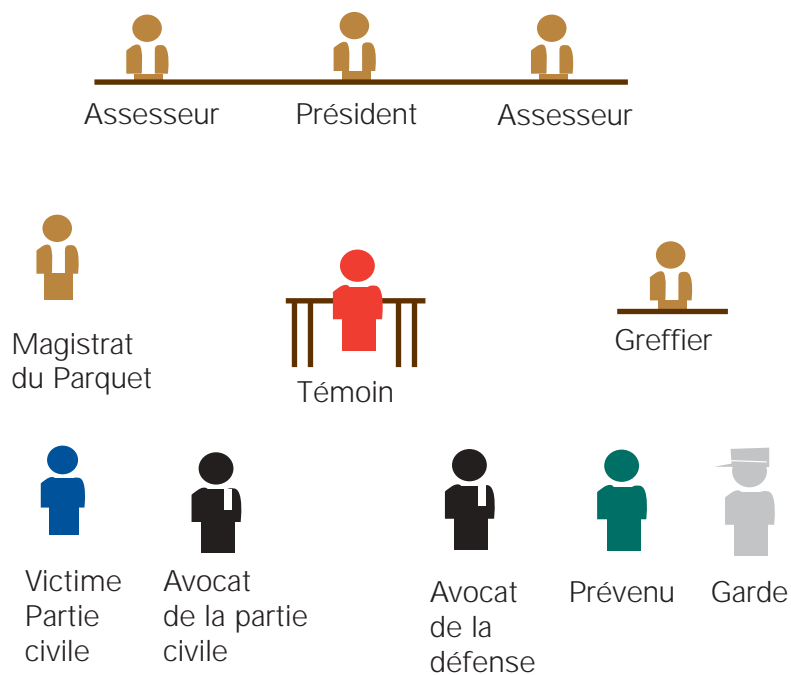 Assesseur
Président
Assesseur
Magistrat
du Parquet
Témoin
Greffier
Victime
Partie
civile
Avocat
de la partie
civile
Avocat
de la
défense
Prévenu
Garde